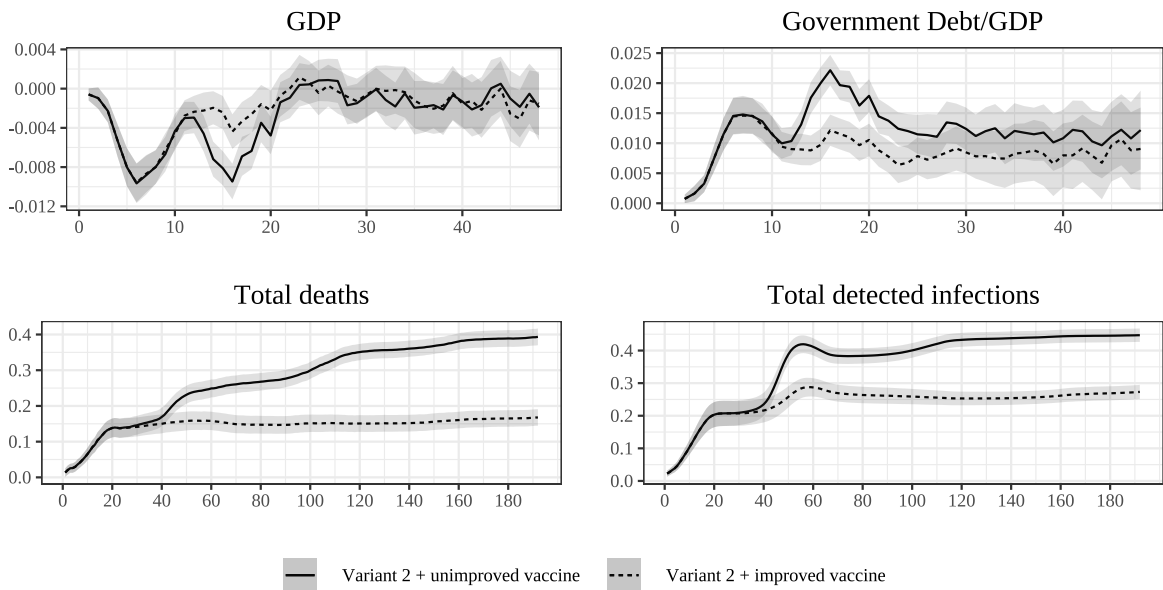 GDP
0.004
0.000
-0.004
-0.008
-0.012
0 10 20 30 40
Government Debt/GDP
0.025
0.020
0.015
0.010
0.005
0.000
0 10 20 30 40
Total deaths
0.4
0.3
0.2
0.1
0.0
0 20 40 60 80 100 120 140 160 180
Total detected infections
0.4
0.3
0.2
0.1
0.0
0 20 40 60 80 100 120 140 160 180
Variant 2 + unimproved vaccine Variant 2 + improved vaccine